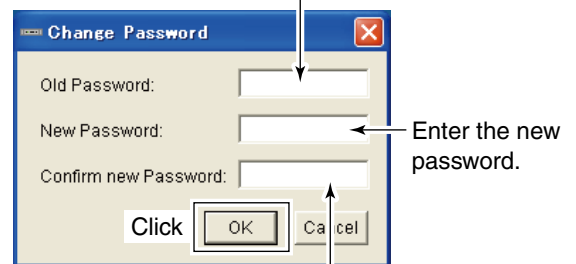 Change Password
Old Password:
New Password:
Enter the new
password.
Confirm new Password:
Click
OK
Cancel